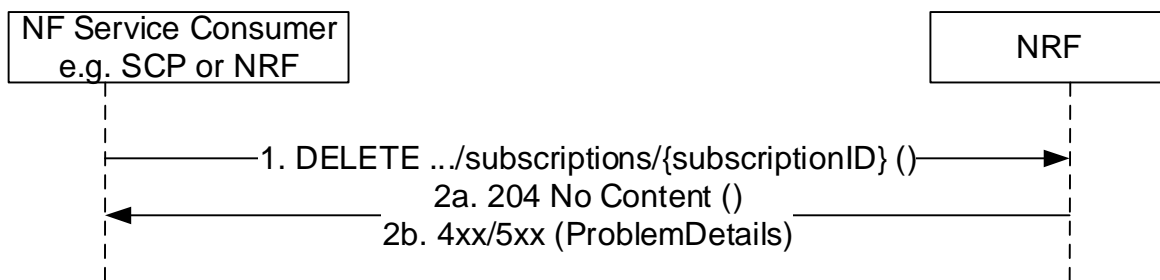 NF Service Consumer
e.g. SCP or NRF
NRF
1. DELETE .../subscriptions/{subscriptionID} ()
2a. 204 No Content ()
2b. 4xx/5xx (ProblemDetails)